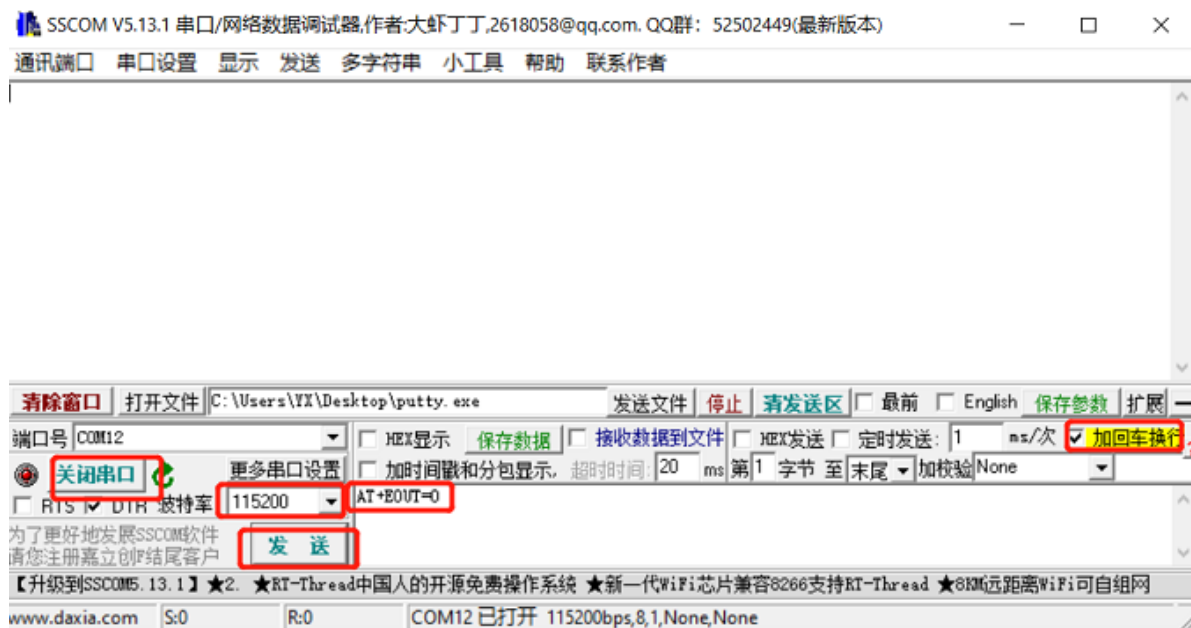 SSCOM V5.13.1 串口/网络数据调试器,作者:大虾丁丁,2618058@qq.com. QQ群： 52502449(最新版本)
通讯端口 串口设置 显示 发送 多字符串 小工具 帮助 联系作者
清除窗口 打开文件 C:\Users\YX\Desktop\putty.exe 发送文件 停止 清发送区 最前 English 保存参数 扩展
端口号 COM12 HEX显示 保存数据 接收数据到文件 HEX发送 定时发送: 1 ms/次 加回车换行
关闭串口 更多串口设置 加时间戳和分包显示, 超时时间: 20 ms 第1 字节 至 末尾 加校验 None
RTS DTR 波特率 115200 AT+EOUT=0
为了更好地发展SSCOM软件
请您注册嘉立创F结尾客户 发 送
【升级到SSCOM5.13.1】★2. ★RT-Thread中国人的开源免费操作系统 ★新一代WiFi芯片兼容8266支持RT-Thread ★8KM远距离WiFi可自组网
www.daxia.com S:0 R:0 COM12 已打开 115200bps,8,1,None,None